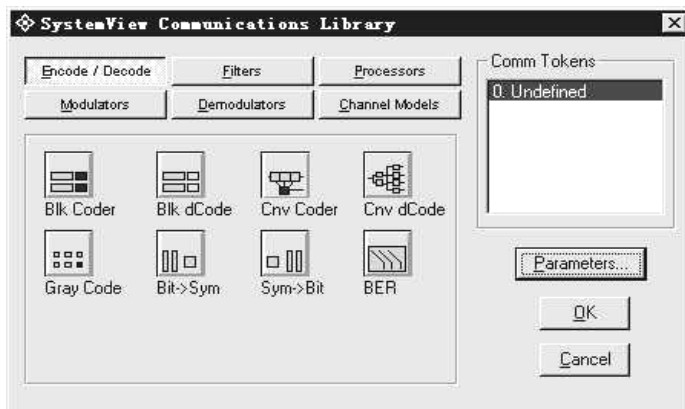 SystemView Communications Library
Encode / Decode
Filters
Processors
Modulators
Demodulators
Channel Models
Comm Tokens
0. Undefined
Blk Coder
Blk dCode
Cnv Coder
Cnv dCode
Gray Code
Bit->Sym
Sym->Bit
BER
Parameters...
OK
Cancel